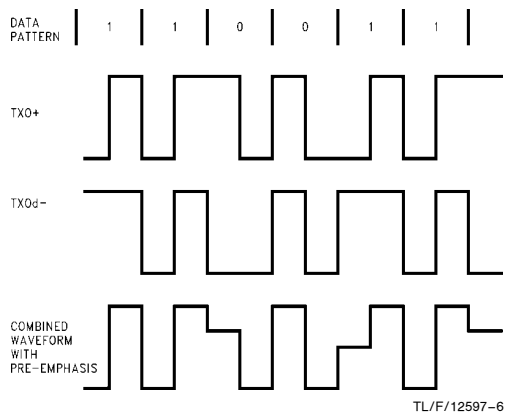 DATA
PATTERN
1 1 0 0 1 1
TXO+
TXOd-
COMBINED
WAVEFORM
WITH
PRE-EMPHASIS
TL/F/12597-6